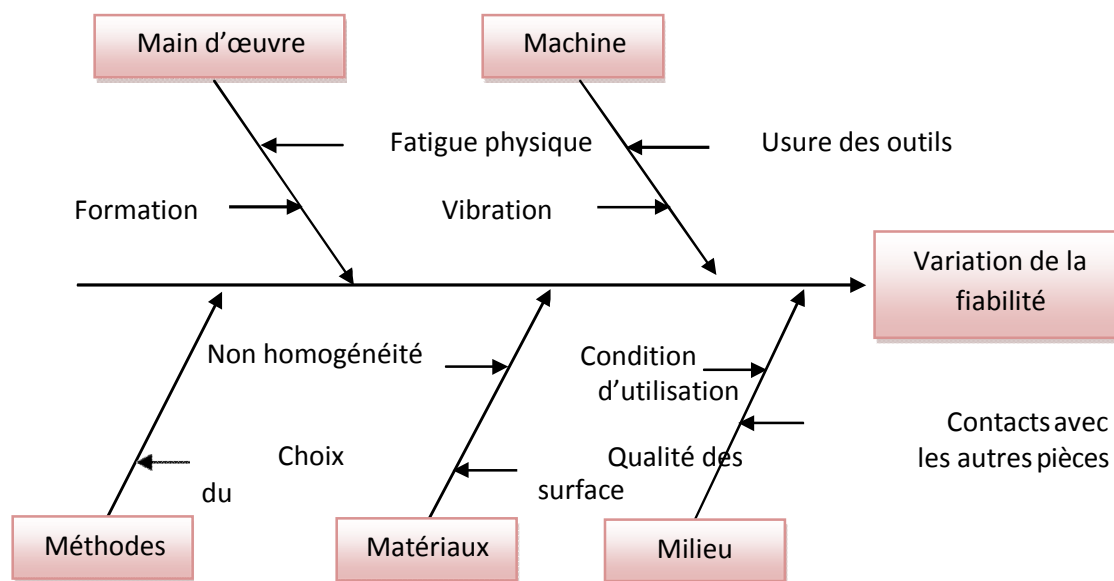 Main d’œuvre
Machine
Fatigue physique
Usure des outils
Formation
Vibration
Variation de la
fiabilité
Non homogénéité
Condition
d’utilisation
Contacts avec
les autres pièces
Choix
du
Qualité des
surface
Méthodes
Matériaux
Milieu